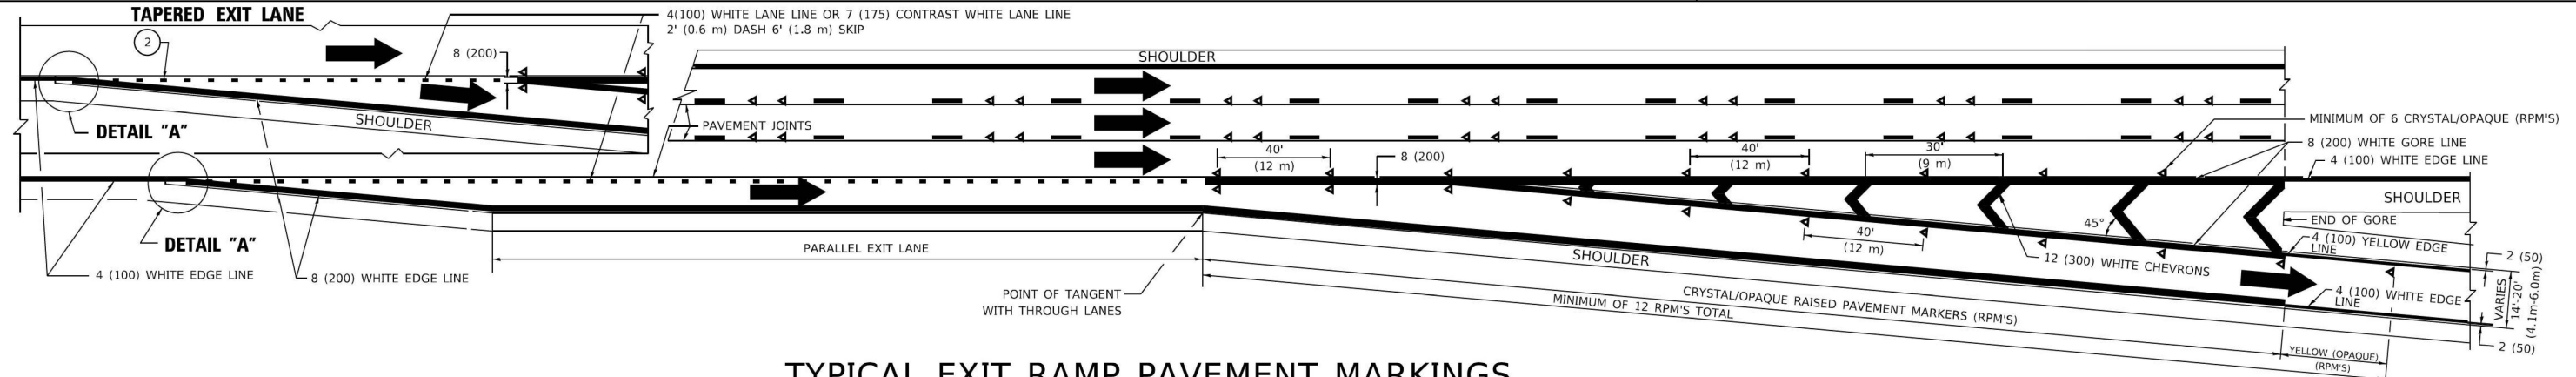 TAPERED EXIT LANE
2
8 (200)
4(100) WHITE LANE LINE OR 7 (175) CONTRAST WHITE LANE LINE
2' (0.6 m) DASH 6' (1.8 m) SKIP
SHOULDER
SHOULDER
DETAIL "A"
PAVEMENT JOINTS
MINIMUM OF 6 CRYSTAL/OPAQUE (RPM'S)
8 (200) WHITE GORE LINE
4 (100) WHITE EDGE LINE
40'
(12 m)
8 (200)
40'
(12 m)
30'
(9 m)
SHOULDER
45°
END OF GORE
40'
(12 m)
4 (100) YELLOW EDGE
LINE
12 (300) WHITE CHEVRONS
DETAIL "A"
PARALLEL EXIT LANE
SHOULDER
4 (100) WHITE EDGE LINE
8 (200) WHITE EDGE LINE
POINT OF TANGENT
WITH THROUGH LANES
CRYSTAL/OPAQUE RAISED PAVEMENT MARKERS (RPM'S)
MINIMUM OF 12 RPM'S TOTAL
4 (100) WHITE EDGE
LINE
2 (50)
VARIES
14'-20'
(4.1m-6.0m)
2 (50)
YELLOW (OPAQUE)
(RPM'S)
TYPICAL EXIT RAMP PAVEMENT MARKINGS